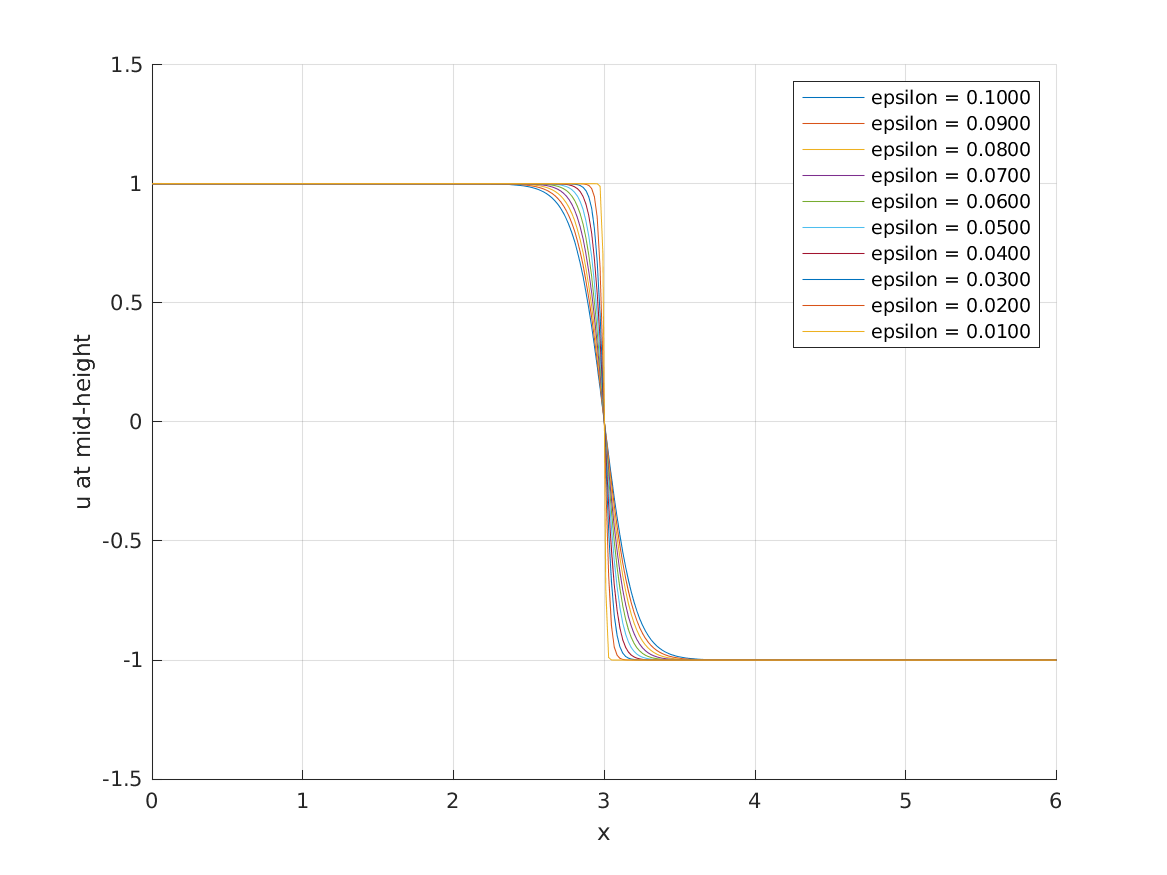 1.5
1
0.5
0
-0.5
-1
-1.5
u at mid-height
0
1
2
3
4
5
6
x
epsilon = 0.1000
epsilon = 0.0900
epsilon = 0.0800
epsilon = 0.0700
epsilon = 0.0600
epsilon = 0.0500
epsilon = 0.0400
epsilon = 0.0300
epsilon = 0.0200
epsilon = 0.0100